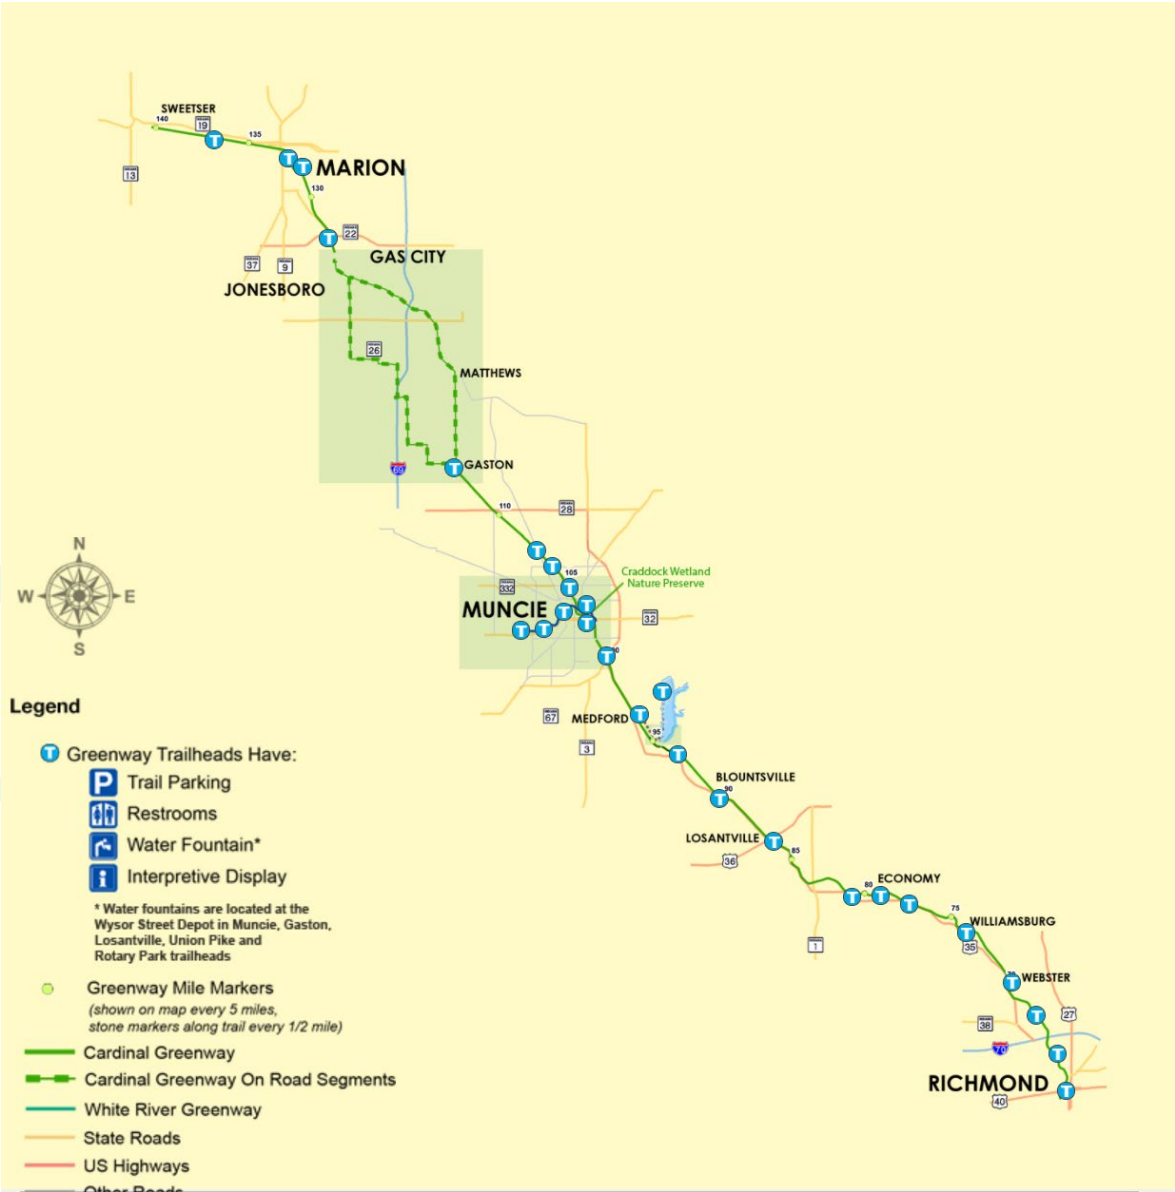 SWEETSER
140
19
135
MARION
13
130
22
GAS CITY
37
9
JONESBORO
26
MATTHEWS
GASTON
69
110
28
N
W
E
S
105
Craddock Wetland
Nature Preserve
332
MUNCIE
32
67
MEDFORD
95
3
BLOUNTSVILLE
90
LOSANTVILLE
36
85
80
ECONOMY
75
WILLIAMSBURG
1
35
WEBSTER
27
38
70
RICHMOND
40
Legend
T Greenway Trailheads Have:
P Trail Parking
Restrooms
Water Fountain*
i Interpretive Display
* Water fountains are located at the
Wysor Street Depot in Muncie, Gaston,
Losantville, Union Pike and
Rotary Park trailheads
Greenway Mile Markers
(shown on map every 5 miles,
stone markers along trail every 1/2 mile)
Cardinal Greenway
Cardinal Greenway On Road Segments
White River Greenway
State Roads
US Highways
Other Roads